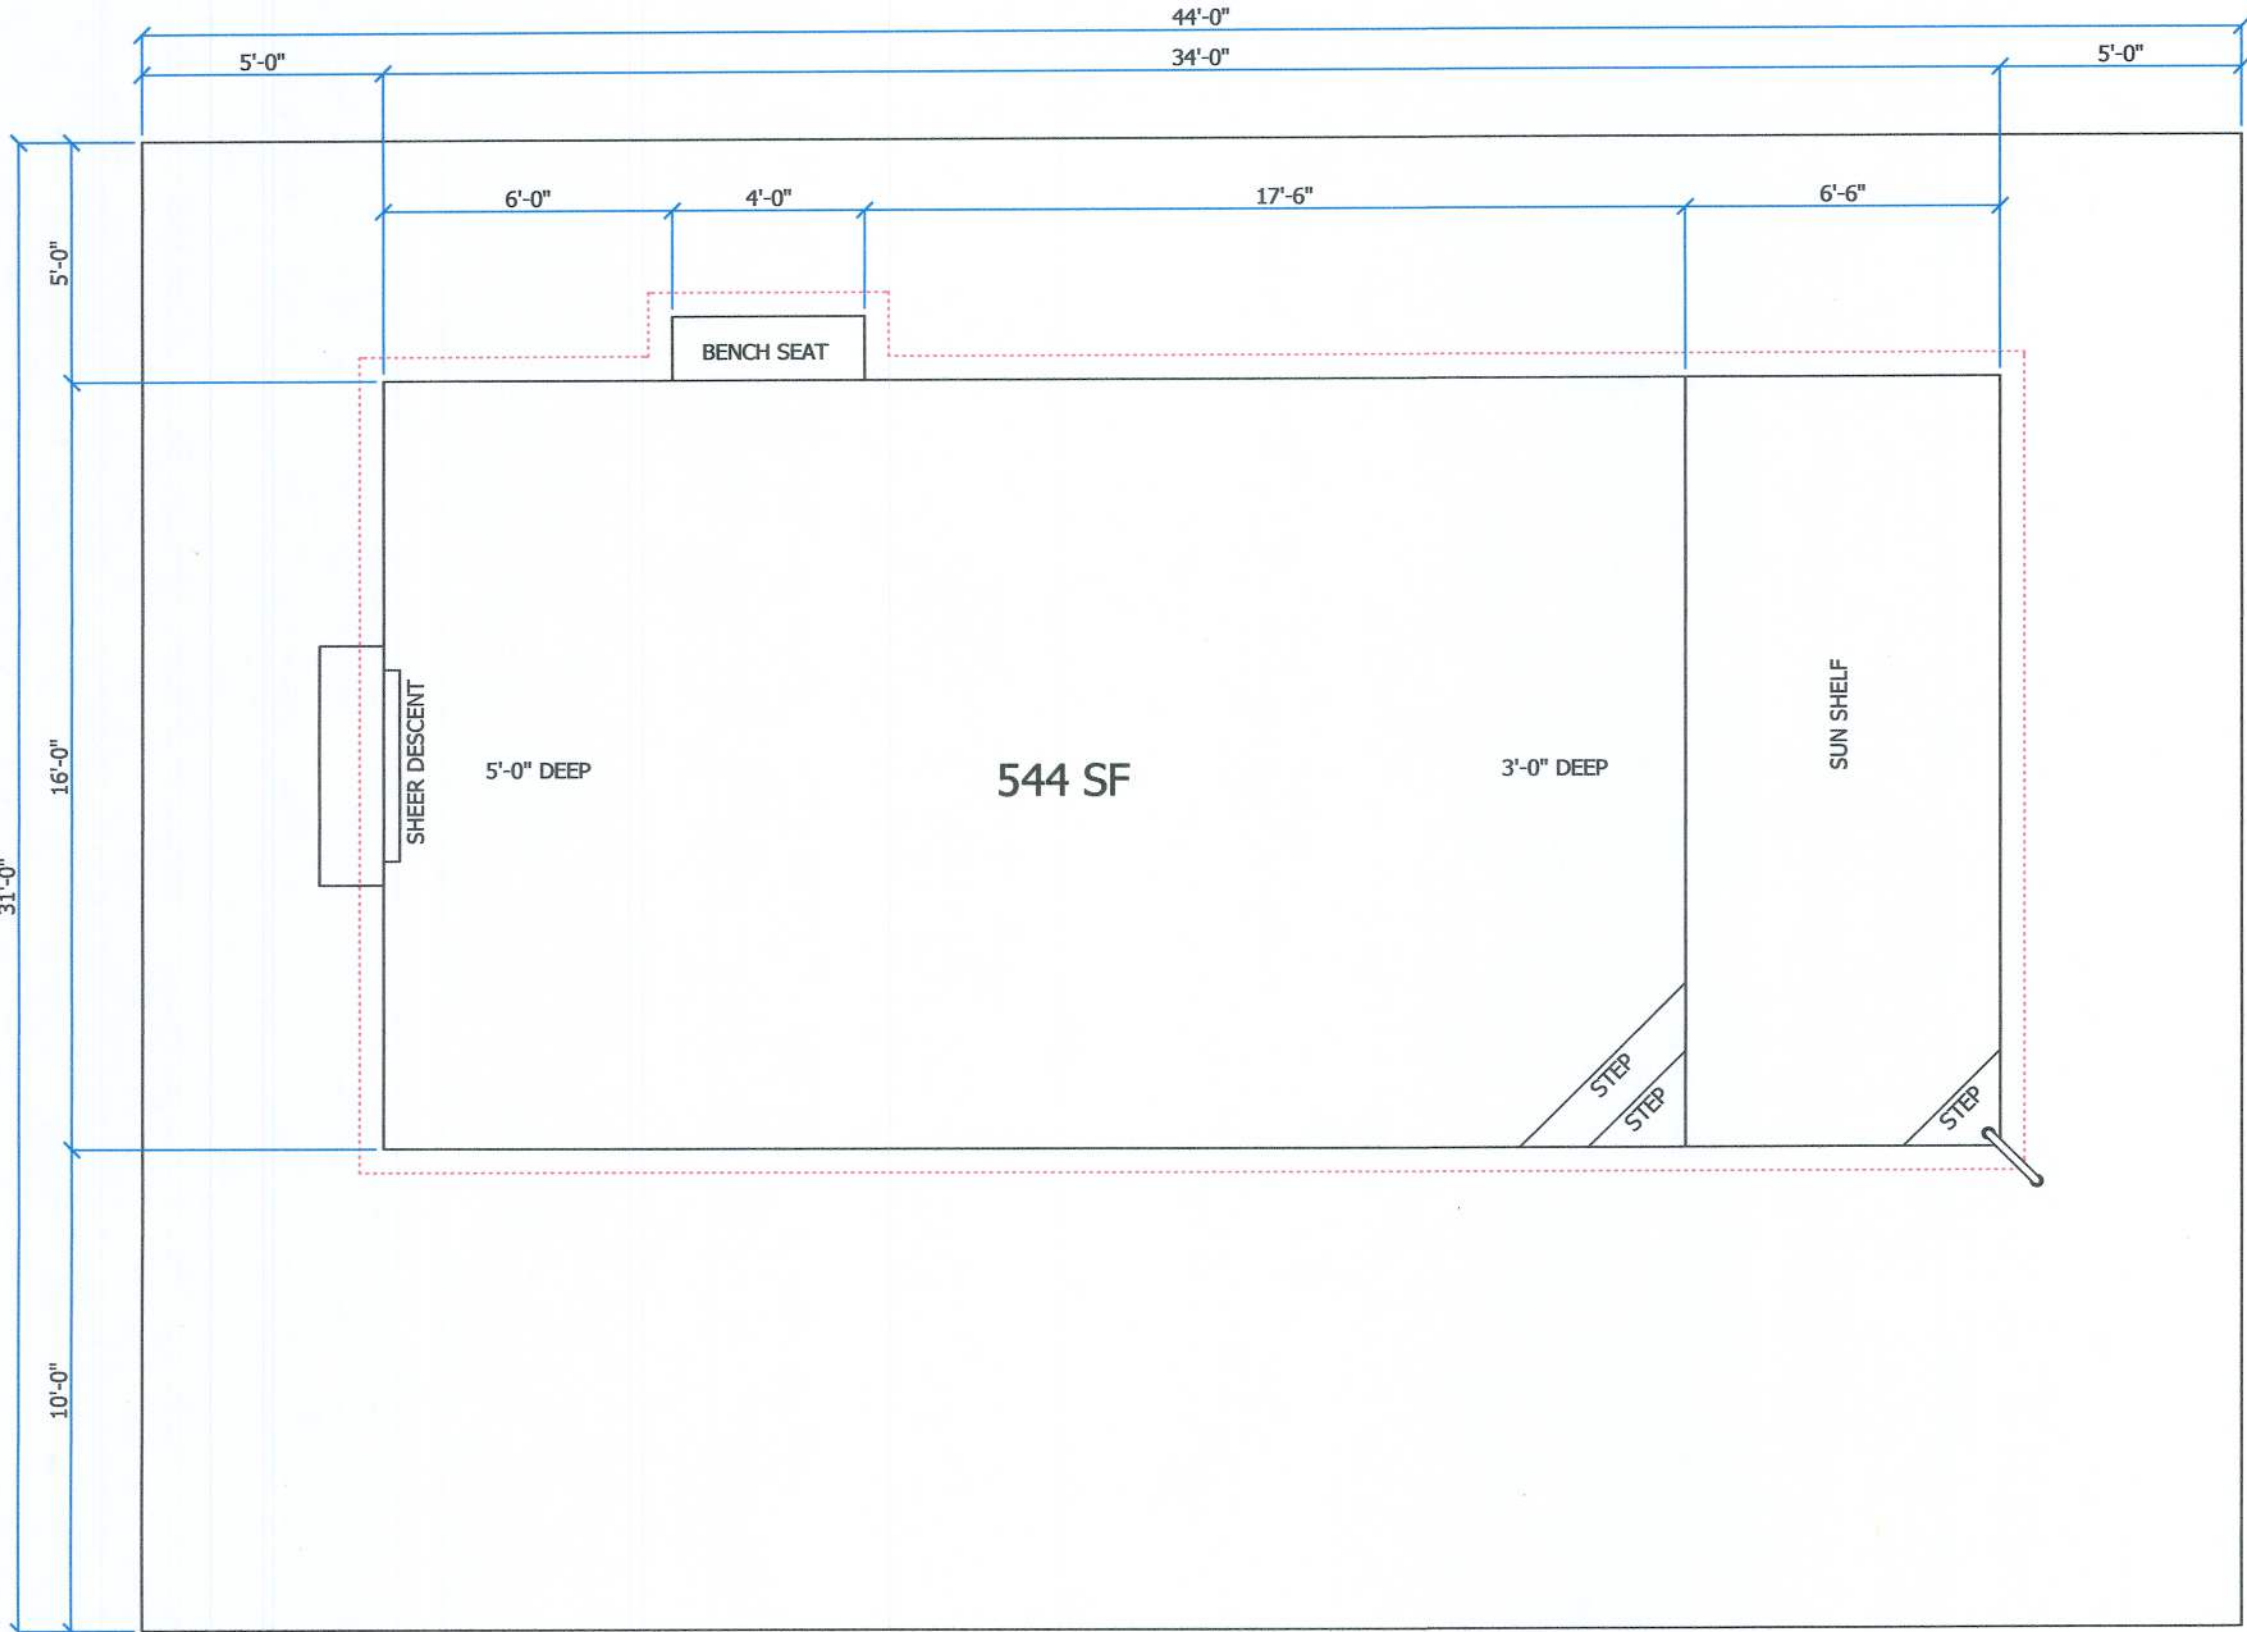 44'-0"
5'-0"
34'-0"
5'-0"
6'-0"
4'-0"
17'-6"
6'-6"
5'-0"
BENCH SEAT
SHEER DESCENT
5'-0" DEEP
544 SF
3'-0" DEEP
SUN SHELF
16'-0"
31'-0"
STEP
STEP
STEP
10'-0"